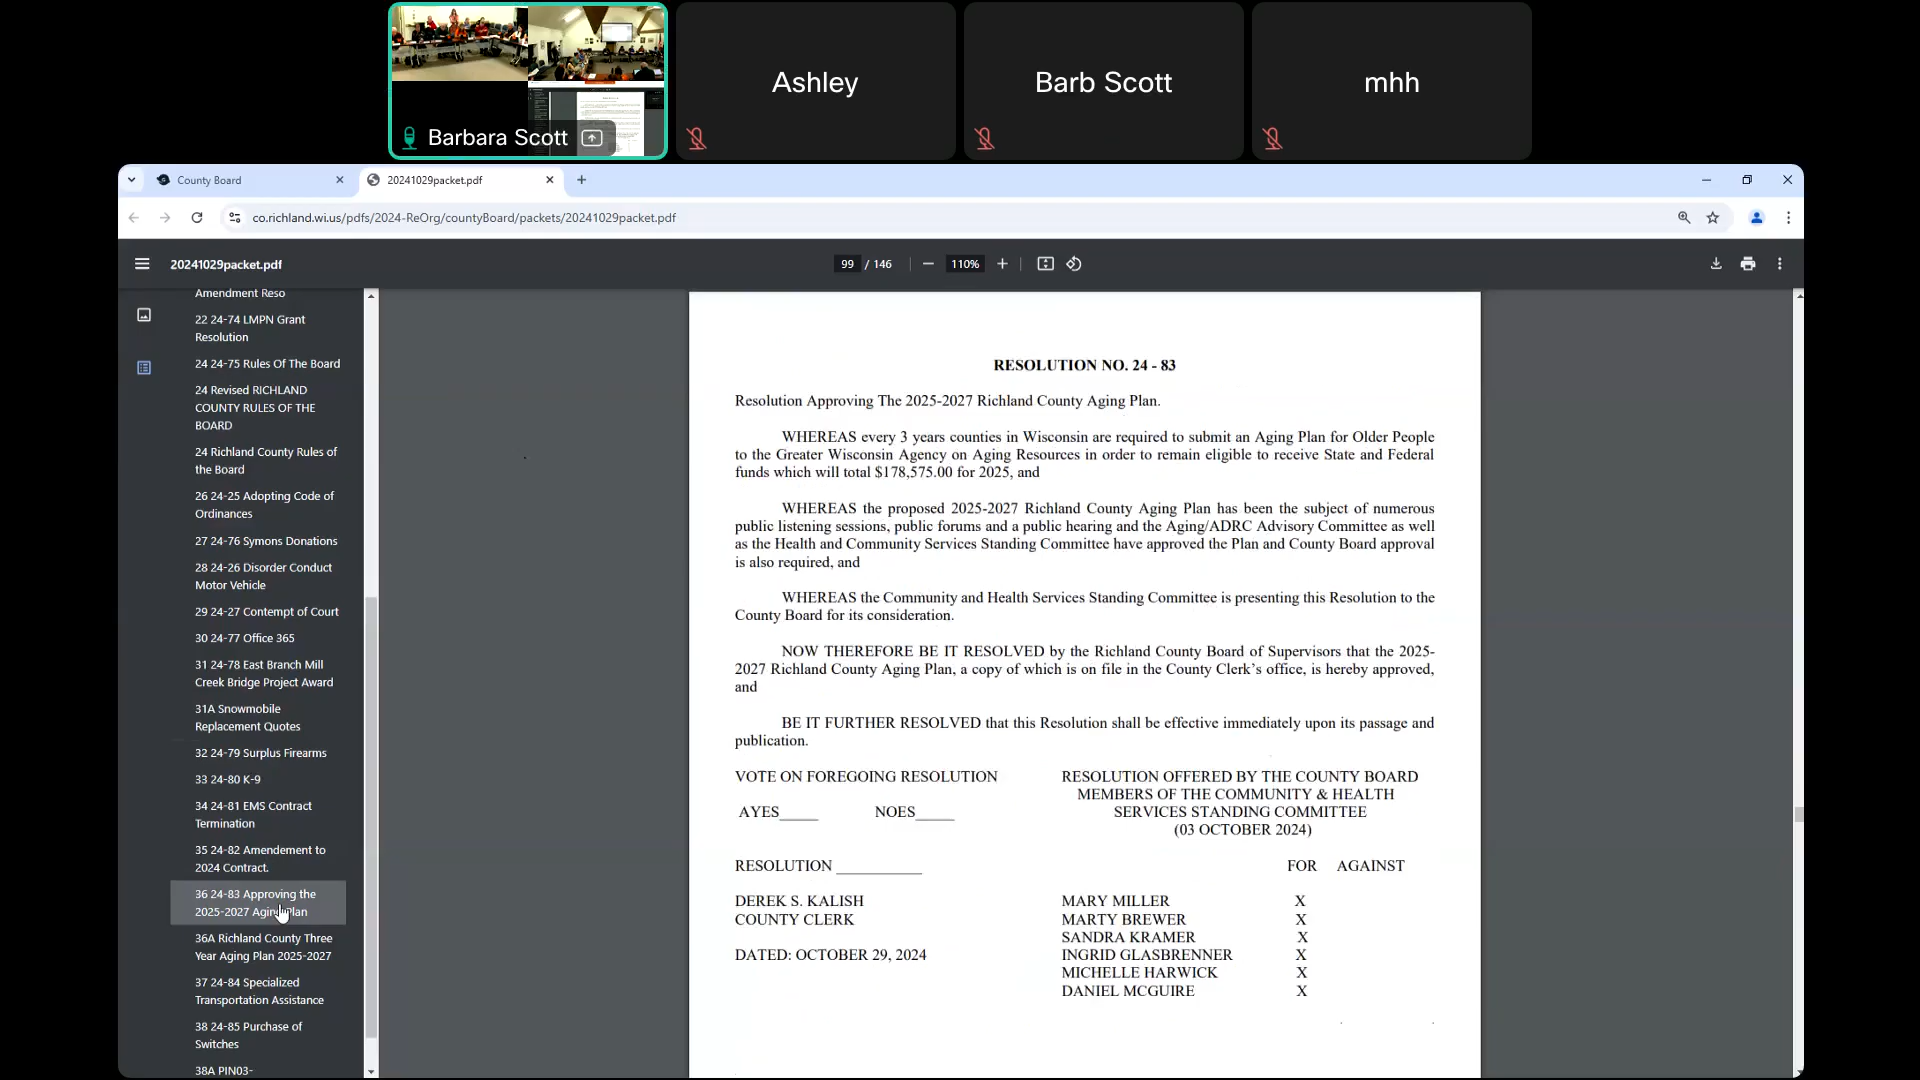 Barbara Scott
Ashley
Barb Scott
mhh
County Board
20241029packet.pdf
co.richland.wi.us/pdfs/2024-ReOrg/countyBoard/packets/20241029packet.pdf
20241029packet.pdf
99 / 146
110%
Amendment Reso
22 24-74 LMPN Grant
Resolution
24 24-75 Rules Of The Board
24 Revised RICHLAND
COUNTY RULES OF THE
BOARD
24 Richland County Rules of
the Board
26 24-25 Adopting Code of
Ordinances
27 24-76 Symons Donations
28 24-26 Disorder Conduct
Motor Vehicle
29 24-27 Contempt of Court
30 24-77 Office 365
31 24-78 East Branch Mill
Creek Bridge Project Award
31A Snowmobile
Replacement Quotes
32 24-79 Surplus Firearms
33 24-80 K-9
34 24-81 EMS Contract
Termination
35 24-82 Amendement to
2024 Contract.
36 24-83 Approving the
2025-2027 Aging Plan
36A Richland County Three
Year Aging Plan 2025-2027
37 24-84 Specialized
Transportation Assistance
38 24-85 Purchase of
Switches
38A PIN03-
RESOLUTION NO. 24 - 83
Resolution Approving The 2025-2027 Richland County Aging Plan.
WHEREAS every 3 years counties in Wisconsin are required to submit an Aging Plan for Older People
to the Greater Wisconsin Agency on Aging Resources in order to remain eligible to receive State and Federal
funds which will total $178,575.00 for 2025, and
WHEREAS the proposed 2025-2027 Richland County Aging Plan has been the subject of numerous
public listening sessions, public forums and a public hearing and the Aging/ADRC Advisory Committee as well
as the Health and Community Services Standing Committee have approved the Plan and County Board approval
is also required, and
WHEREAS the Community and Health Services Standing Committee is presenting this Resolution to the
County Board for its consideration.
NOW THEREFORE BE IT RESOLVED by the Richland County Board of Supervisors that the 2025-
2027 Richland County Aging Plan, a copy of which is on file in the County Clerk's office, is hereby approved,
and
BE IT FURTHER RESOLVED that this Resolution shall be effective immediately upon its passage and
publication.
VOTE ON FOREGOING RESOLUTION
AYES_____ NOES_____
RESOLUTION ___________
DEREK S. KALISH
COUNTY CLERK
DATED: OCTOBER 29, 2024
RESOLUTION OFFERED BY THE COUNTY BOARD
MEMBERS OF THE COMMUNITY & HEALTH
SERVICES STANDING COMMITTEE
(03 OCTOBER 2024)
FOR AGAINST
MARY MILLER X
MARTY BREWER X
SANDRA KRAMER X
INGRID GLASBRENNER X
MICHELLE HARWICK X
DANIEL MCGUIRE X